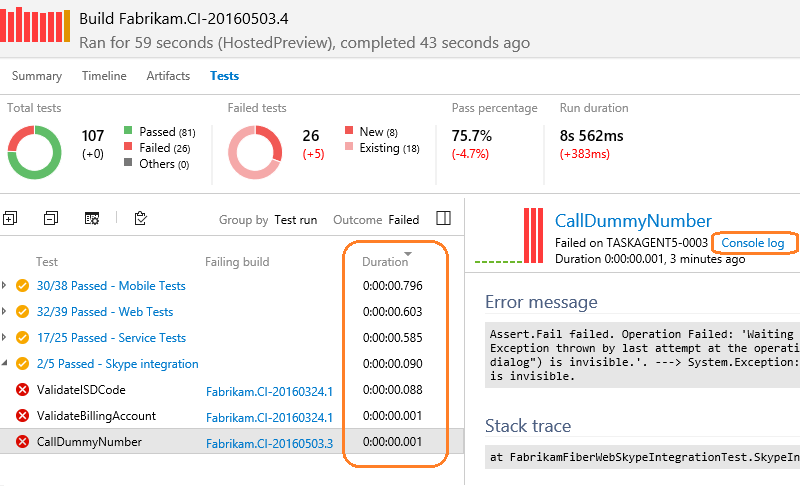 Build Fabrikam.CI-20160503.4
Ran for 59 seconds (HostedPreview), completed 43 seconds ago
Summary Timeline Artifacts Tests
Total tests
107
(+0)
Passed (81)
Failed (26)
Others (0)
Failed tests
26
(+5)
New (8)
Existing (18)
Pass percentage
75.7%
(-4.7%)
Run duration
8s 562ms
(+383ms)
Group by Test run Outcome Failed
Test Failing build Duration
30/38 Passed - Mobile Tests 0:00:00.796
32/39 Passed - Web Tests 0:00:00.603
17/25 Passed - Service Tests 0:00:00.585
2/5 Passed - Skype integration 0:00:00.090
ValidateISDCode Fabrikam.CI-20160324.1 0:00:00.088
ValidateBillingAccount Fabrikam.CI-20160324.1 0:00:00.001
CallDummyNumber Fabrikam.CI-20160503.3 0:00:00.001
CallDummyNumber
Failed on TASKAGENT5-0003 Console log
Duration 0:00:00.001, 3 minutes ago
Error message
Assert.Fail failed. Operation Failed: 'Waiting
Exception thrown by last attempt at the operati
dialog") is invisible.'. ---> System.Exception:
is invisible.
Stack trace
at FabrikamFiberWebSkypeIntegrationTest.SkypeIn